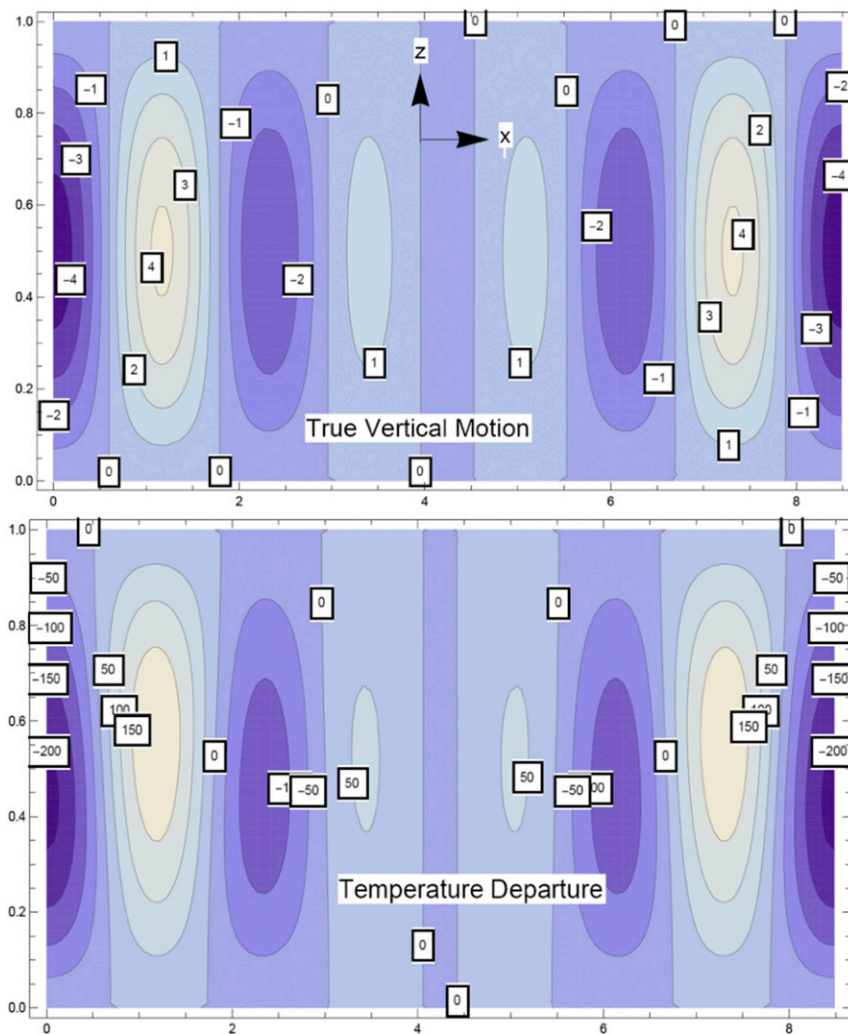 1.0 0 0 0
1 z
0.8 −1 0 0 −2
−1 2
x
−3 3 −4
0.6
−2
4 4
0.4 −4 −2
3 −3
2 1 1
0.2 −1
−2 −1
True Vertical Motion
1
0.0 0 0 0
0 2 4 6 8
1.0 0 0
−50 −50
0.8 0 0
−100 −100
−150 50 50 −150
0.6 100 100
150 150
−200 0 0 −200
50 50
−50 −50
0.4
Temperature Departure
0.2
0
0.0 0
0 2 4 6 8